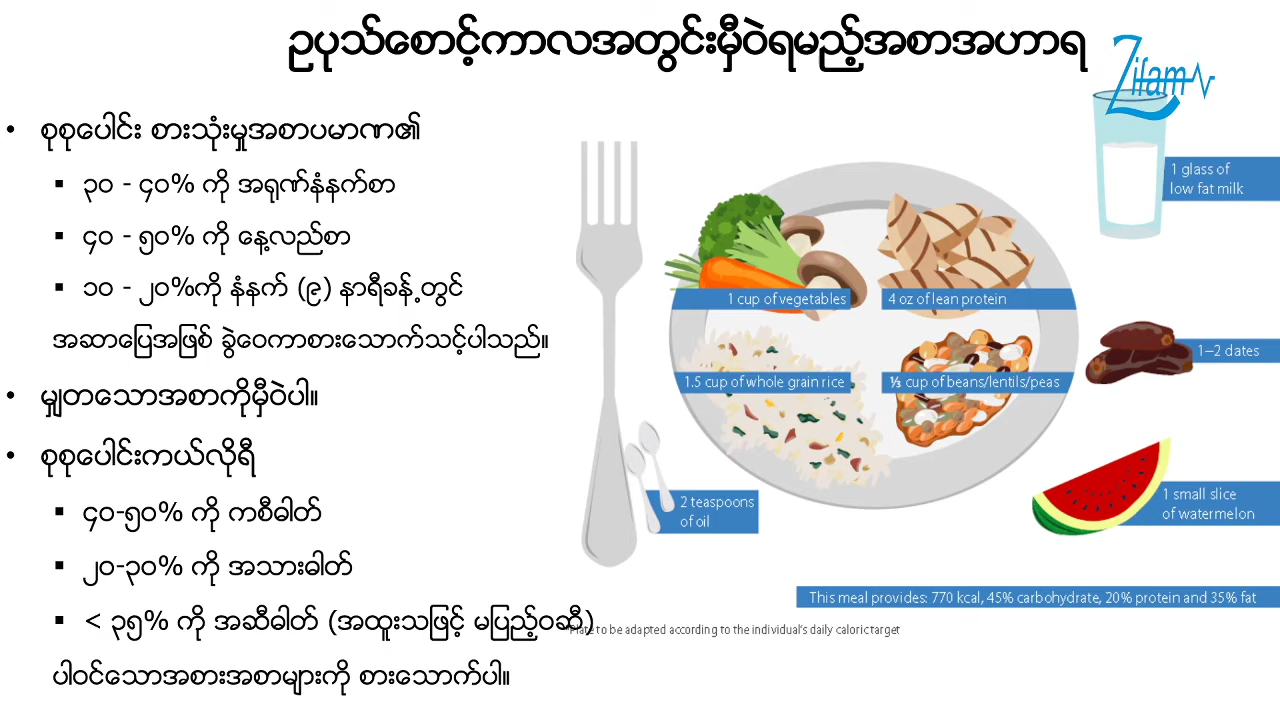 ဥပုသ်စောင့်ကာလအတွင်းမှီဝဲရမည့်အစာအဟာရ
Zifam
• စုစုပေါင်း စားသုံးမှုအစာပမာဏ၏
▪ ၃၀ - ၄၀% ကို အရုဏ်နံနက်စာ
▪ ၄၀ - ၅၀% ကို နေ့လည်စာ
▪ ၁၀ - ၂၀%ကို နံနက် (၉) နာရီခန့်တွင်
အဆာပြေအဖြစ် ခွဲဝေကာစားသောက်သင့်ပါသည်။
• မျှတသောအစာကိုမှီဝဲပါ။
• စုစုပေါင်းကယ်လိုရီ
▪ ၄၀-၅၀% ကို ကစီဓါတ်
▪ ၂၀-၃၀% ကို အသားဓါတ်
▪ < ၃၅% ကို အဆီဓါတ် (အထူးသဖြင့် မပြည့်ဝဆီ)
ပါဝင်သောအစားအစာများကို စားသောက်ပါ။
1 glass of
low fat milk
1 cup of vegetables
4 oz of lean protein
1–2 dates
1.5 cup of whole grain rice
⅓ cup of beans/lentils/peas
2 teaspoons
of oil
1 small slice
of watermelon
This meal provides: 770 kcal, 45% carbohydrate, 20% protein and 35% fat
*Plate to be adapted according to the individual's daily caloric target